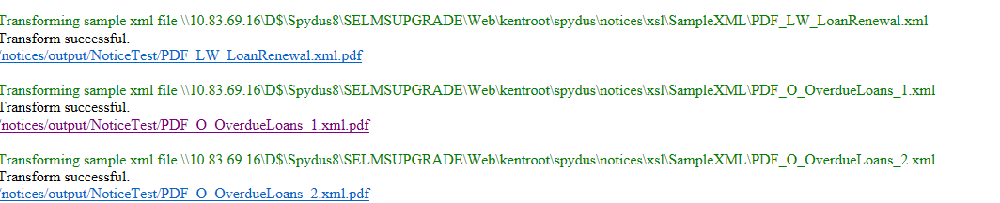 Transforming sample xml file \\10.83.69.16\D$\Spydus8\SELMSUPGRADE\Web\kentroot\spydus\notices\xsl\SampleXML\PDF_LW_LoanRenewal.xml
Transform successful.
/notices/output/NoticeTest/PDF_LW_LoanRenewal.xml.pdf
Transforming sample xml file \\10.83.69.16\D$\Spydus8\SELMSUPGRADE\Web\kentroot\spydus\notices\xsl\SampleXML\PDF_O_OverdueLoans_1.xml
Transform successful.
/notices/output/NoticeTest/PDF_O_OverdueLoans_1.xml.pdf
Transforming sample xml file \\10.83.69.16\D$\Spydus8\SELMSUPGRADE\Web\kentroot\spydus\notices\xsl\SampleXML\PDF_O_OverdueLoans_2.xml
Transform successful.
/notices/output/NoticeTest/PDF_O_OverdueLoans_2.xml.pdf